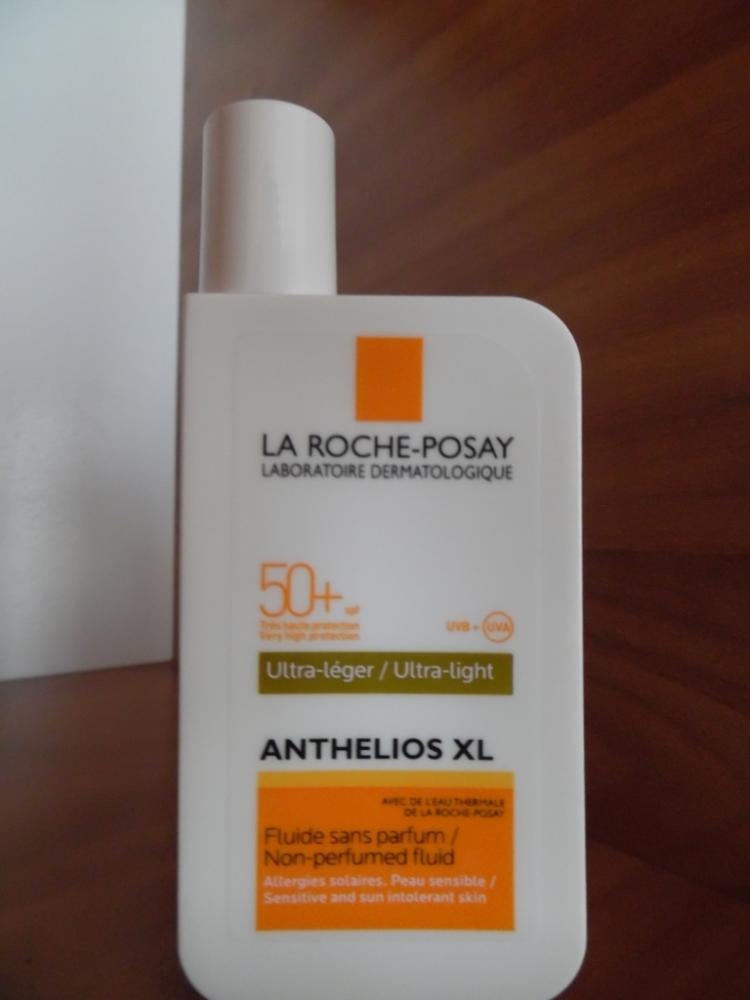 LA ROCHE-POSAY
LABORATOIRE DERMATOLOGIQUE
50+ spf
Très haute protection
Very high protection
UVB + UVA
Ultra-léger / Ultra-light
ANTHELIOS XL
AVEC DE L'EAU THERMALE
DE LA ROCHE-POSAY
Fluide sans parfum /
Non-perfumed fluid
Allergies solaires. Peau sensible /
Sensitive and sun intolerant skin